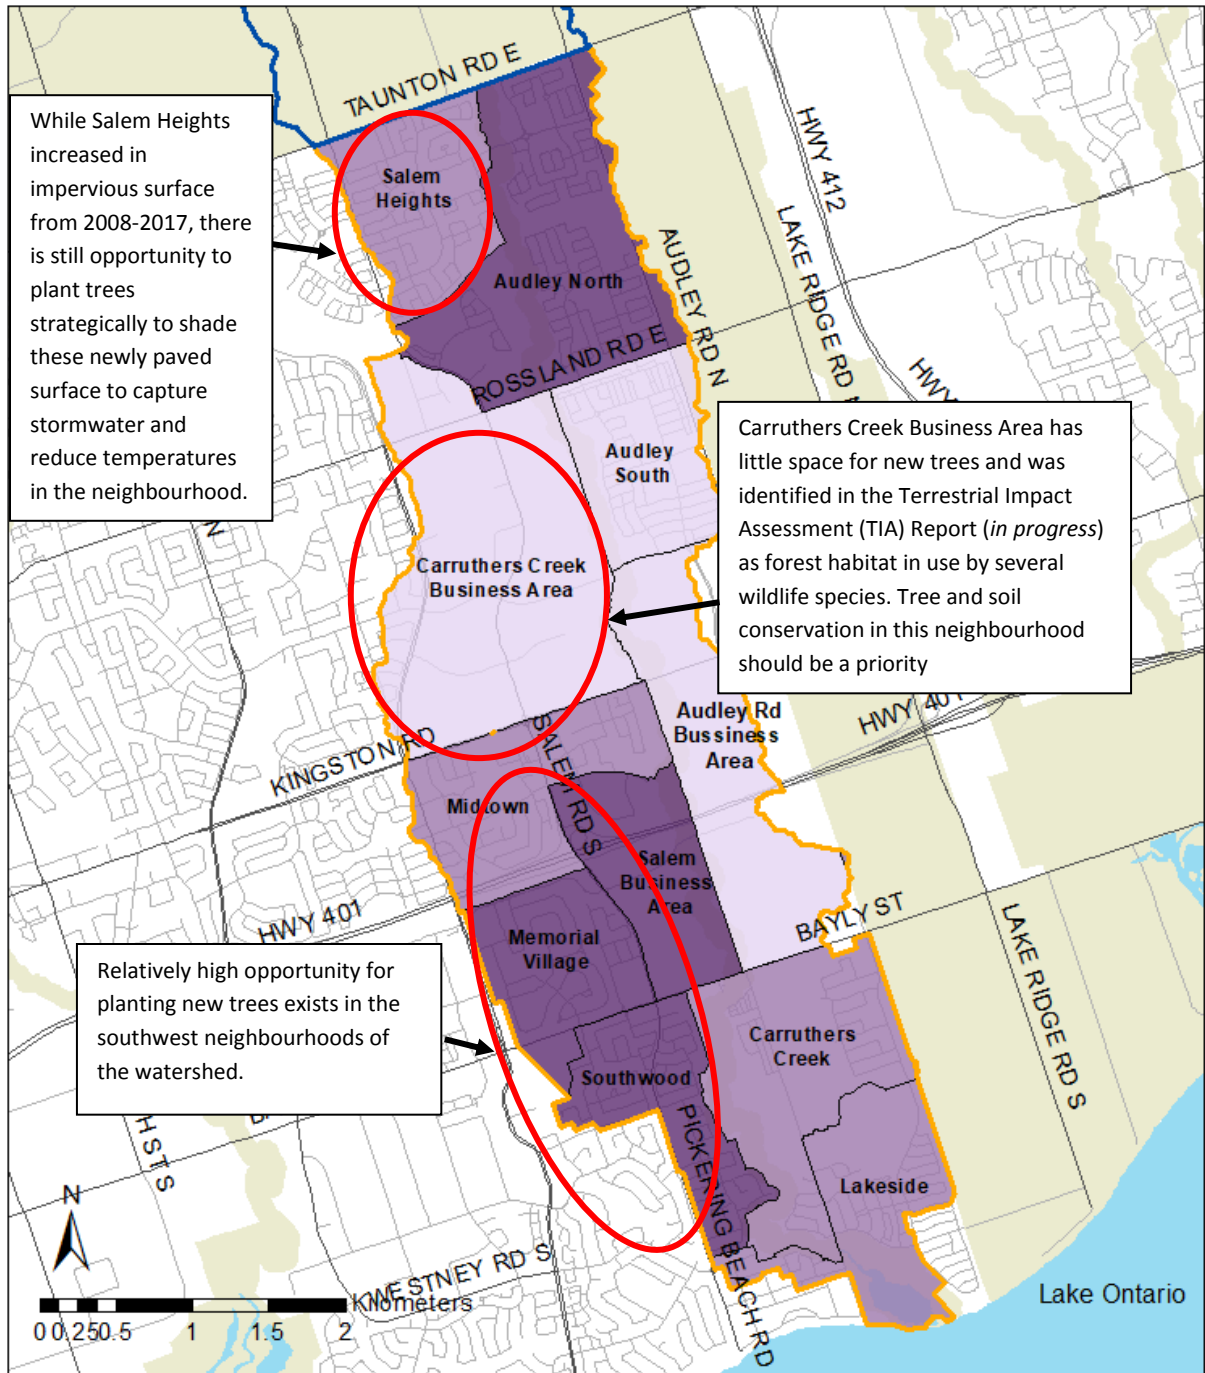 TAUNTON RD E
While Salem Heights
increased in
impervious surface
from 2008-2017, there
is still opportunity to
plant trees
strategically to shade
these newly paved
surface to capture
stormwater and
reduce temperatures
in the neighbourhood.
Salem
Heights
Audley North
HWY 412
LAKE RIDGE RD N
AUDLEY RD N
ROSSLAND RD E
HWY
Audley
South
Carruthers Creek Business Area has
little space for new trees and was
identified in the Terrestrial Impact
Assessment (TIA) Report (in progress)
as forest habitat in use by several
wildlife species. Tree and soil
conservation in this neighbourhood
should be a priority
N
Carruthers Creek
Business Area
Audley Rd
Bussiness
Area
HWY 401
KINGSTON RD
SALEM RD S
Midtown
Salem
Business
Area
HWY 401
Memorial
Village
BAYLY ST
LAKE RIDGE RD S
Relatively high opportunity for
planting new trees exists in the
southwest neighbourhoods of
the watershed.
Carruthers
Creek
Southwood
PICKERING BEACH RD
Lakeside
H ST S
N
WESTNEY RD S
Kilometers
0 0.25 0.5 1 1.5 2
Lake Ontario